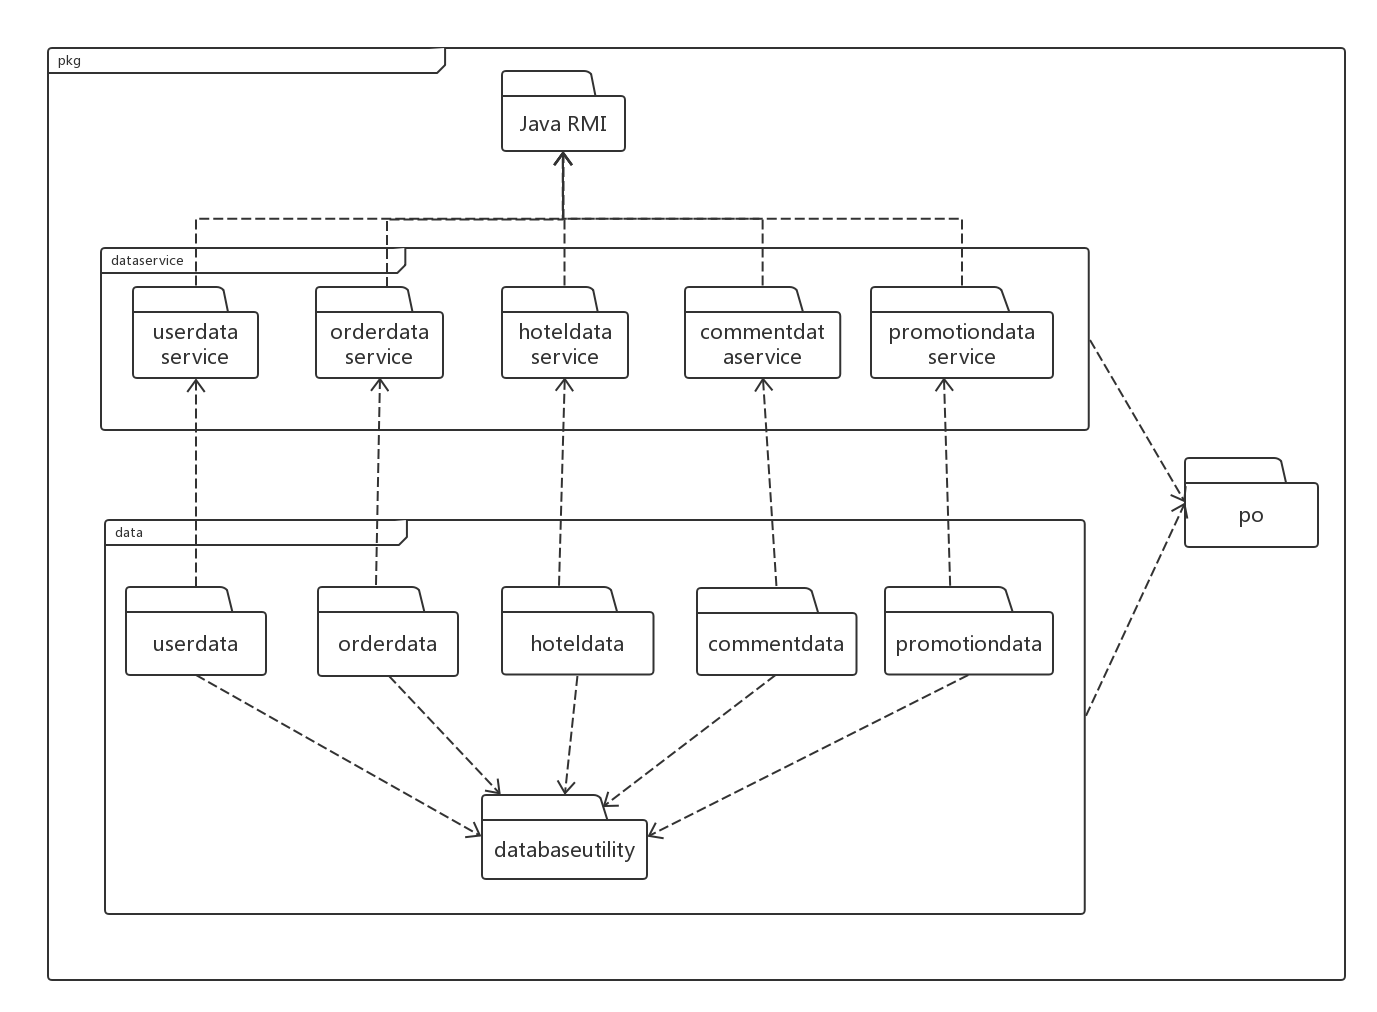 pkg
Java RMI
dataservice
userdata
service
orderdata
service
hoteldata
service
commentdat
aservice
promotiondata
service
po
data
userdata
orderdata
hoteldata
commentdata
promotiondata
databaseutility